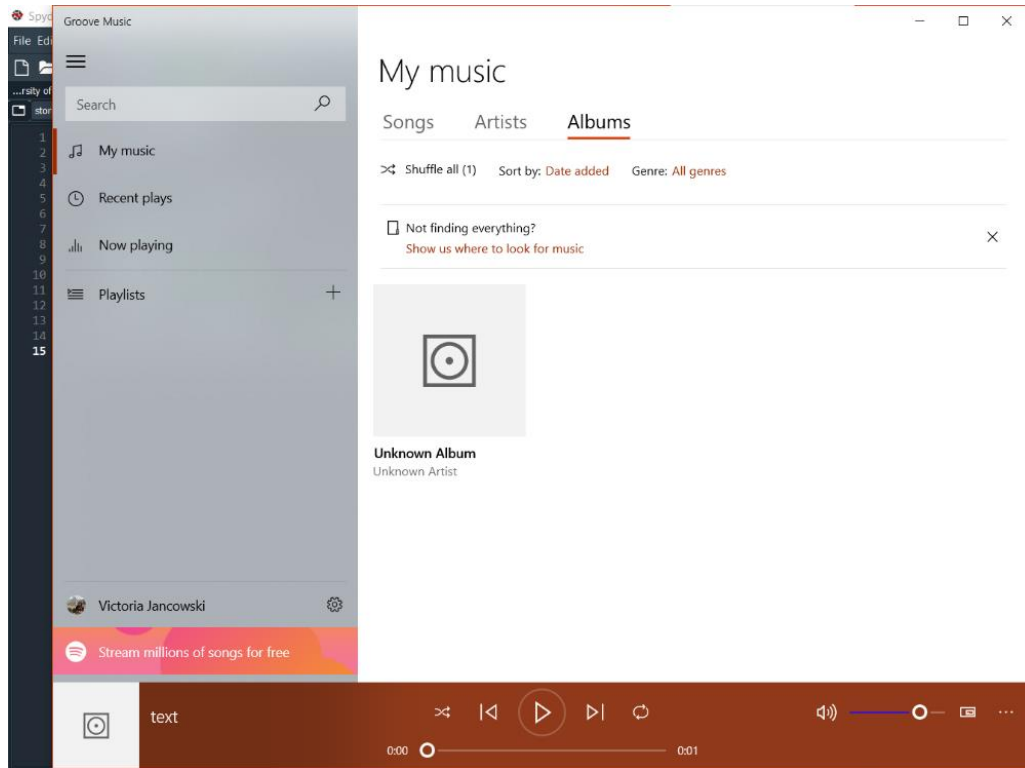 Spyd
File Edi
...rsity of
stor
1
2
3
4
5
6
7
8
9
10
11
12
13
14
15
Groove Music
Search
My music
Recent plays
Now playing
Playlists
Victoria Jancowski
Stream millions of songs for free
My music
Songs Artists Albums
Shuffle all (1) Sort by: Date added Genre: All genres
Not finding everything?
Show us where to look for music
Unknown Album
Unknown Artist
text
0:00 0:01